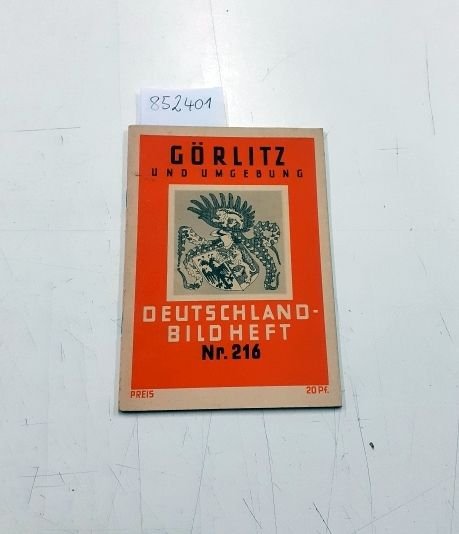 852401
GÖRLITZ
UND UMGEBUNG
DEUTSCHLAND-
BILDHEFT
Nr. 216
PREIS 20 Pf.